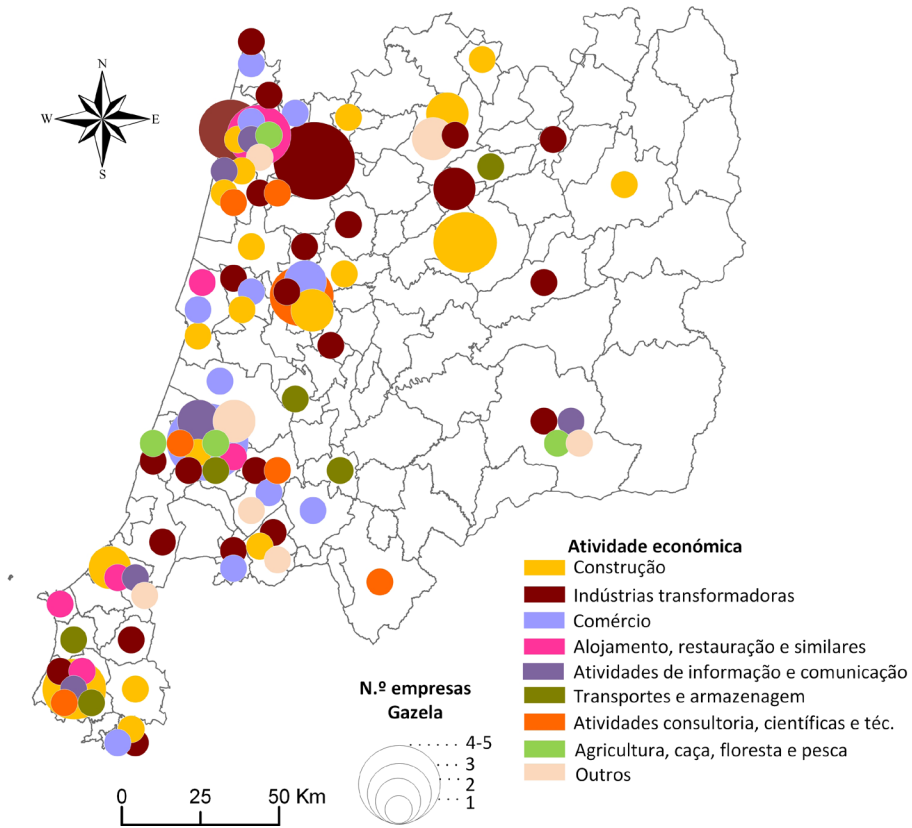 N
W E
S
Atividade económica
Construção
Indústrias transformadoras
Comércio
Alojamento, restauração e similares
Atividades de informação e comunicação
Transportes e armazenagem
Atividades consultoria, científicas e téc.
Agricultura, caça, floresta e pesca
Outros
N.º empresas
Gazela
4-5
3
2
1
0 25 50 Km